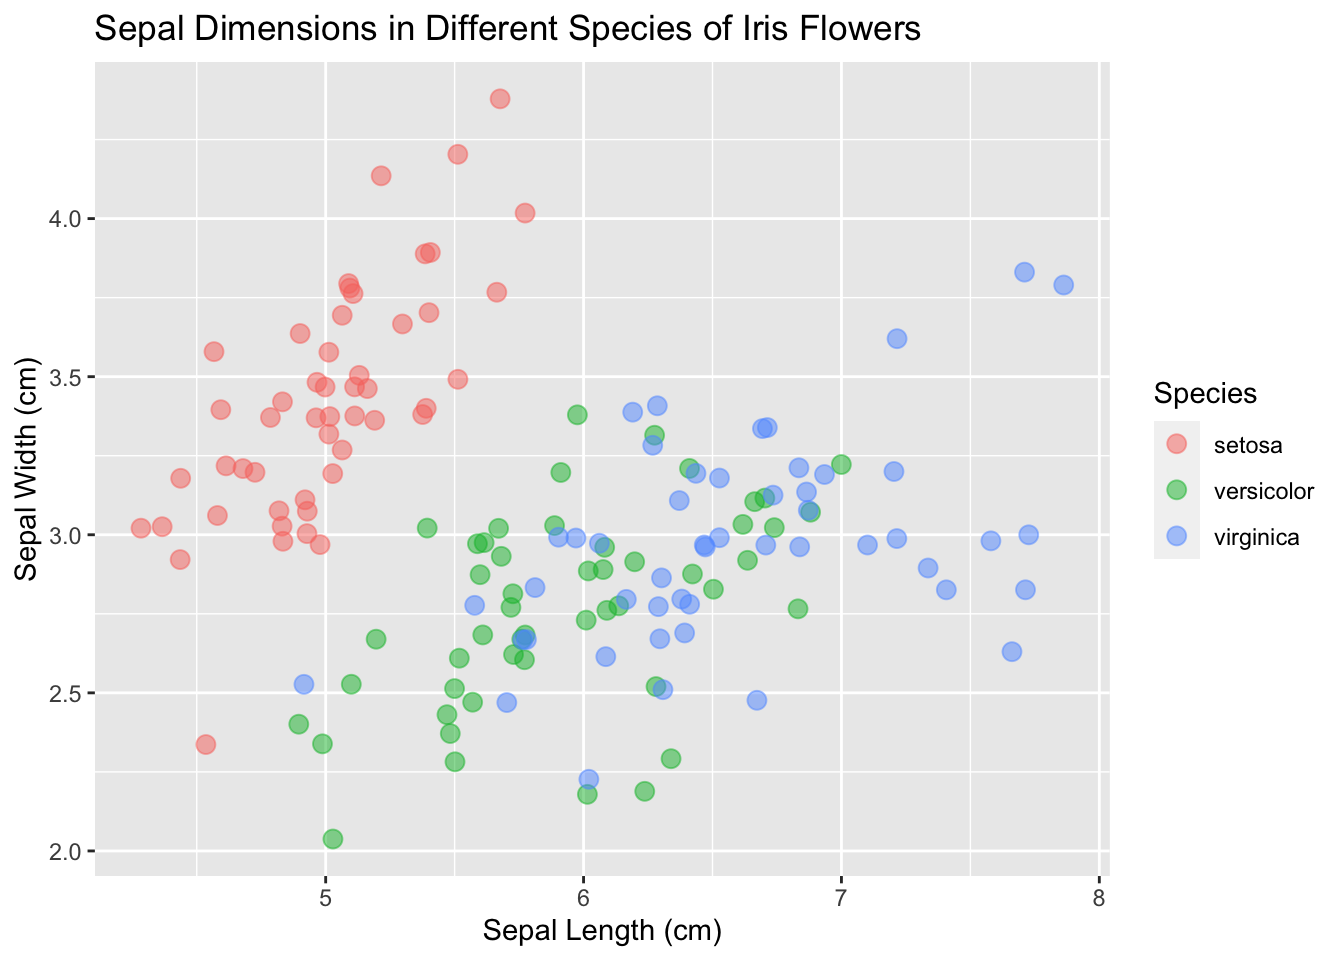 Sepal Dimensions in Different Species of Iris Flowers
Sepal Width (cm)
4.0
3.5
3.0
2.5
2.0
5 6 7 8
Sepal Length (cm)
Species
setosa
versicolor
virginica